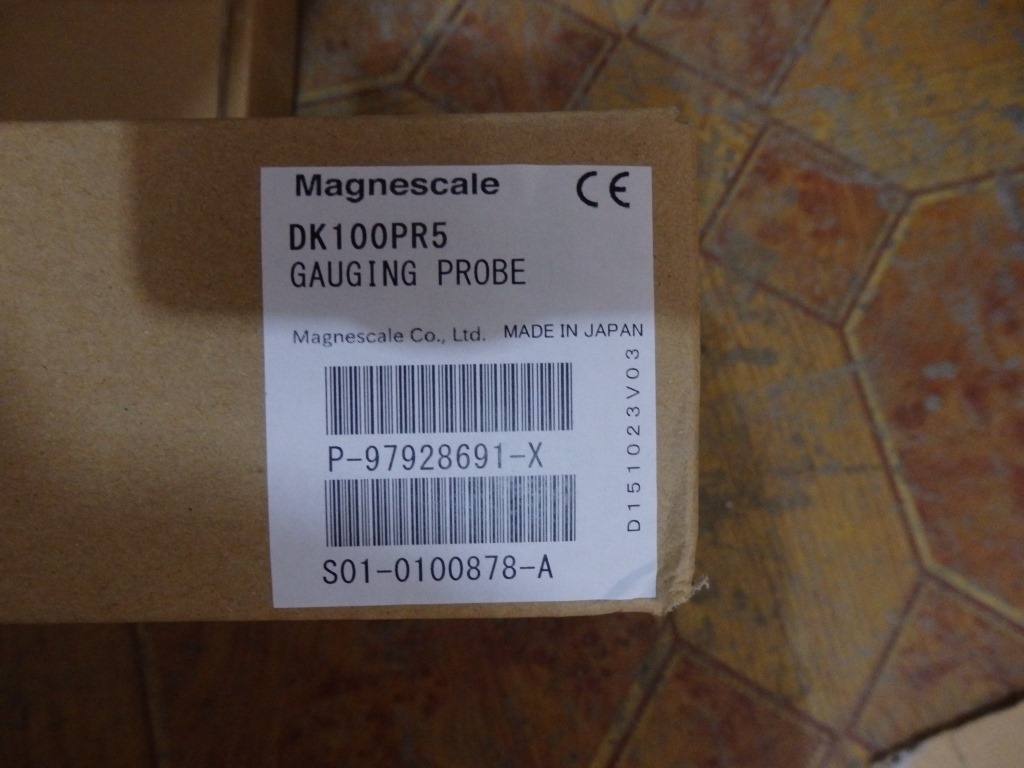 Magnescale CE
DK100PR5
GAUGING PROBE
Magnescale Co., Ltd. MADE IN JAPAN
P-97928691-X
S01-0100878-A
D151023V03